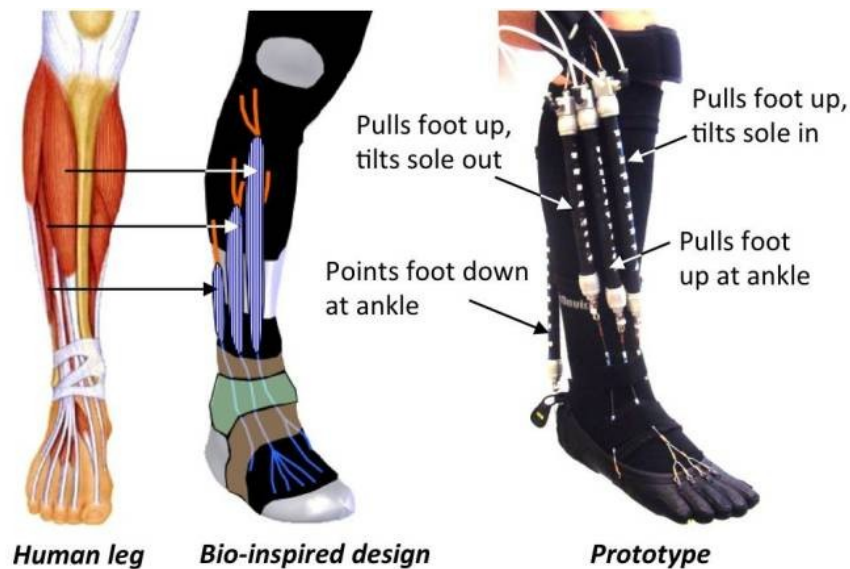 Pulls foot up,
tilts sole out
Pulls foot up,
tilts sole in
Points foot down
at ankle
Pulls foot
up at ankle
Human leg
Bio-inspired design
Prototype